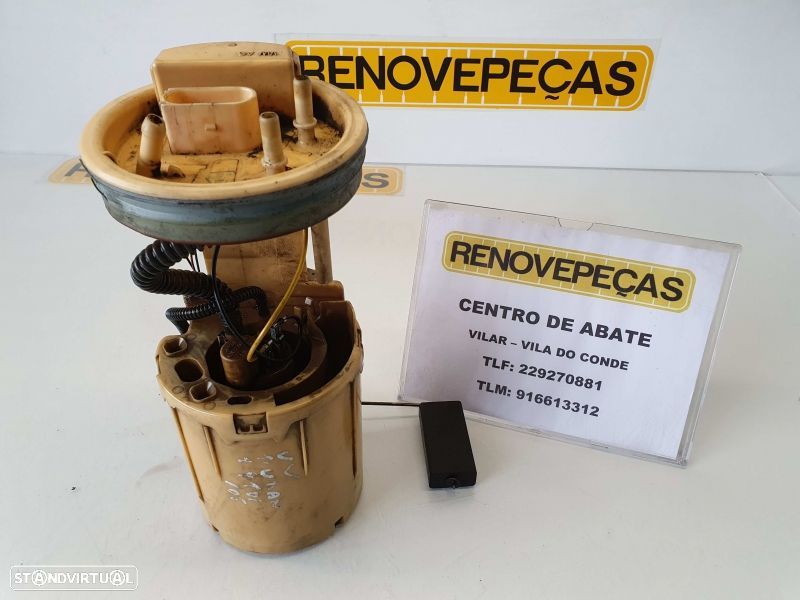 RENOVEPEÇAS
RENOVEPEÇAS
CENTRO DE ABATE
VILAR – VILA DO CONDE
TLF: 229270881
TLM: 916613312
STANDVIRTUAL